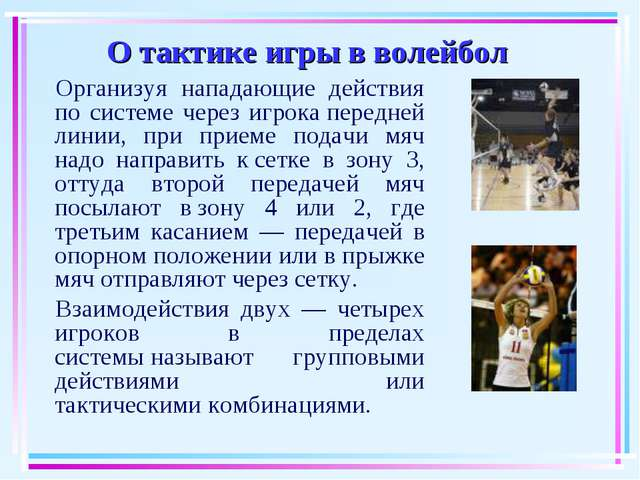 О тактике игры в волейбол
Организуя нападающие действия
по системе через игрока передней
линии, при приеме подачи мяч
надо направить к сетке в зону 3,
оттуда второй передачей мяч
посылают в зону 4 или 2, где
третьим касанием — передачей в
опорном положении или в прыжке
мяч отправляют через сетку.
Взаимодействия двух — четырех
игроков в пределах
системы называют групповыми
действиями или
тактическими комбинациями.
11